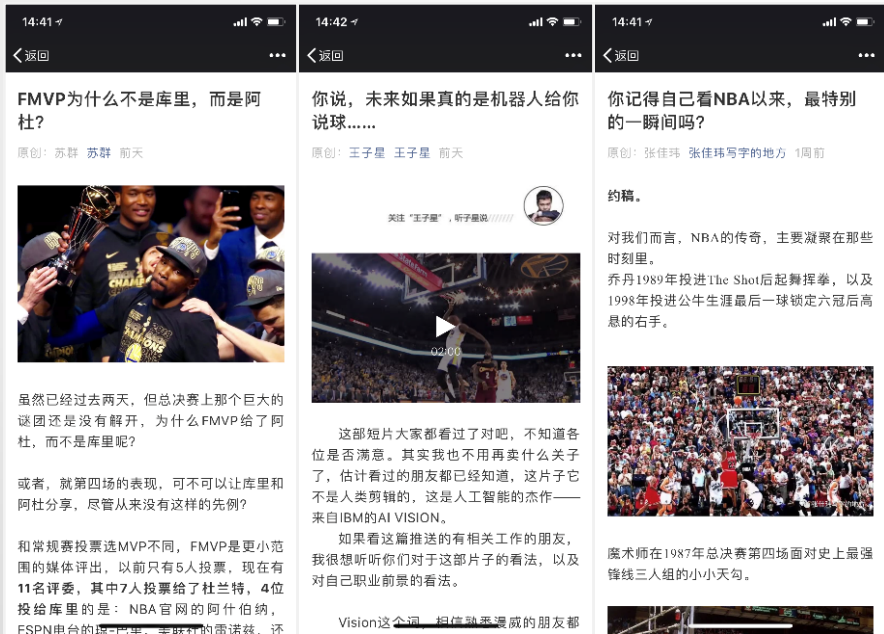 14:41
返回
FMVP为什么不是库里，而是阿
杜？
原创： 苏群 苏群 前天
CHAMPIONS
虽然已经过去两天，但总决赛上那个巨大的
谜团还是没有解开，为什么FMVP给了阿
杜，而不是库里呢？
或者，就第四场的表现，可不可以让库里和
阿杜分享，尽管从来没有这样的先例？
和常规赛投票选MVP不同，FMVP是更小范
围的媒体评出，以前只有5人投票，现在有
11名评委，其中7人投票给了杜兰特，4位
投给库里的是：NBA官网的阿什伯纳，
14:42
返回
你说，未来如果真的是机器人给你
说球……
原创： 王子星 王子星 前天
关注“王子星”，听子星说
State Farm
02:00
这部短片大家都看过了对吧，不知道各
位是否满意。其实我也不用再卖什么关子
了，估计看过的朋友都已经知道，这片子它
不是人类剪辑的，这是人工智能的杰作——
来自IBM的AI VISION。
如果看这篇推送的有相关工作的朋友，
我很想听听你们对于这部片子的看法，以及
对自己职业前景的看法。
Vision这个词，相信熟悉漫威的朋友都
14:41
返回
你记得自己看NBA以来，最特别
的一瞬间吗？
原创： 张佳玮 张佳玮写字的地方 1周前
约稿。
对我们而言，NBA的传奇，主要凝聚在那些
时刻里。
乔丹1989年投进The Shot后起舞挥拳，以及
1998年投进公牛生涯最后一球锁定六冠后高
悬的右手。
魔术师在1987年总决赛第四场面对史上最强
锋线三人组的小小天勾。